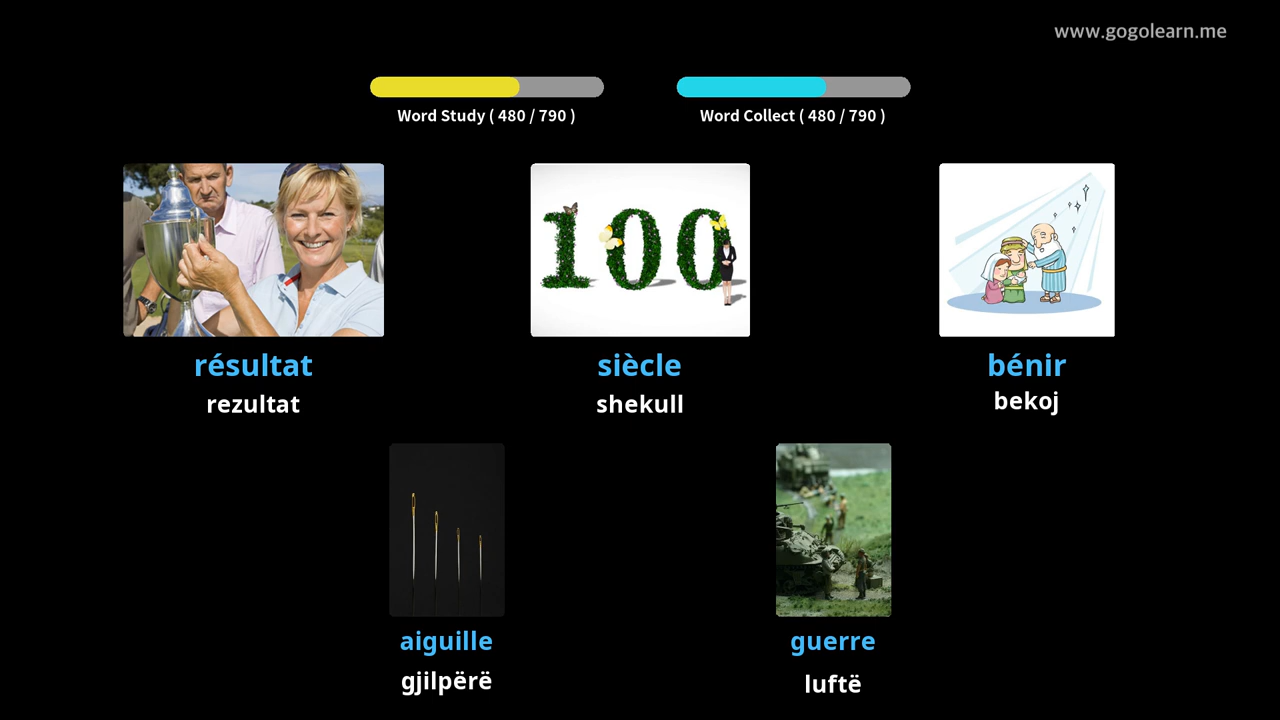 www.gogolearn.me
Word Study ( 480 / 790 )
Word Collect ( 480 / 790 )
résultat
siècle
bénir
rezultat
shekull
bekoj
aiguille
guerre
gjilpërë
luftë